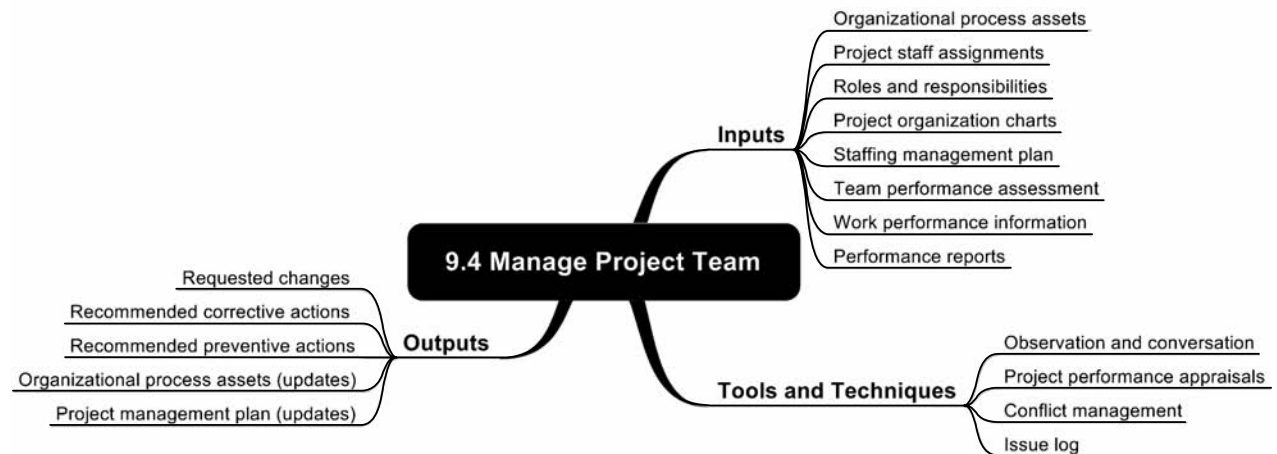 9.4 Manage Project Team
Inputs
Organizational process assets
Project staff assignments
Roles and responsibilities
Project organization charts
Staffing management plan
Team performance assessment
Work performance information
Performance reports
Tools and Techniques
Observation and conversation
Project performance appraisals
Conflict management
Issue log
Outputs
Requested changes
Recommended corrective actions
Recommended preventive actions
Organizational process assets (updates)
Project management plan (updates)